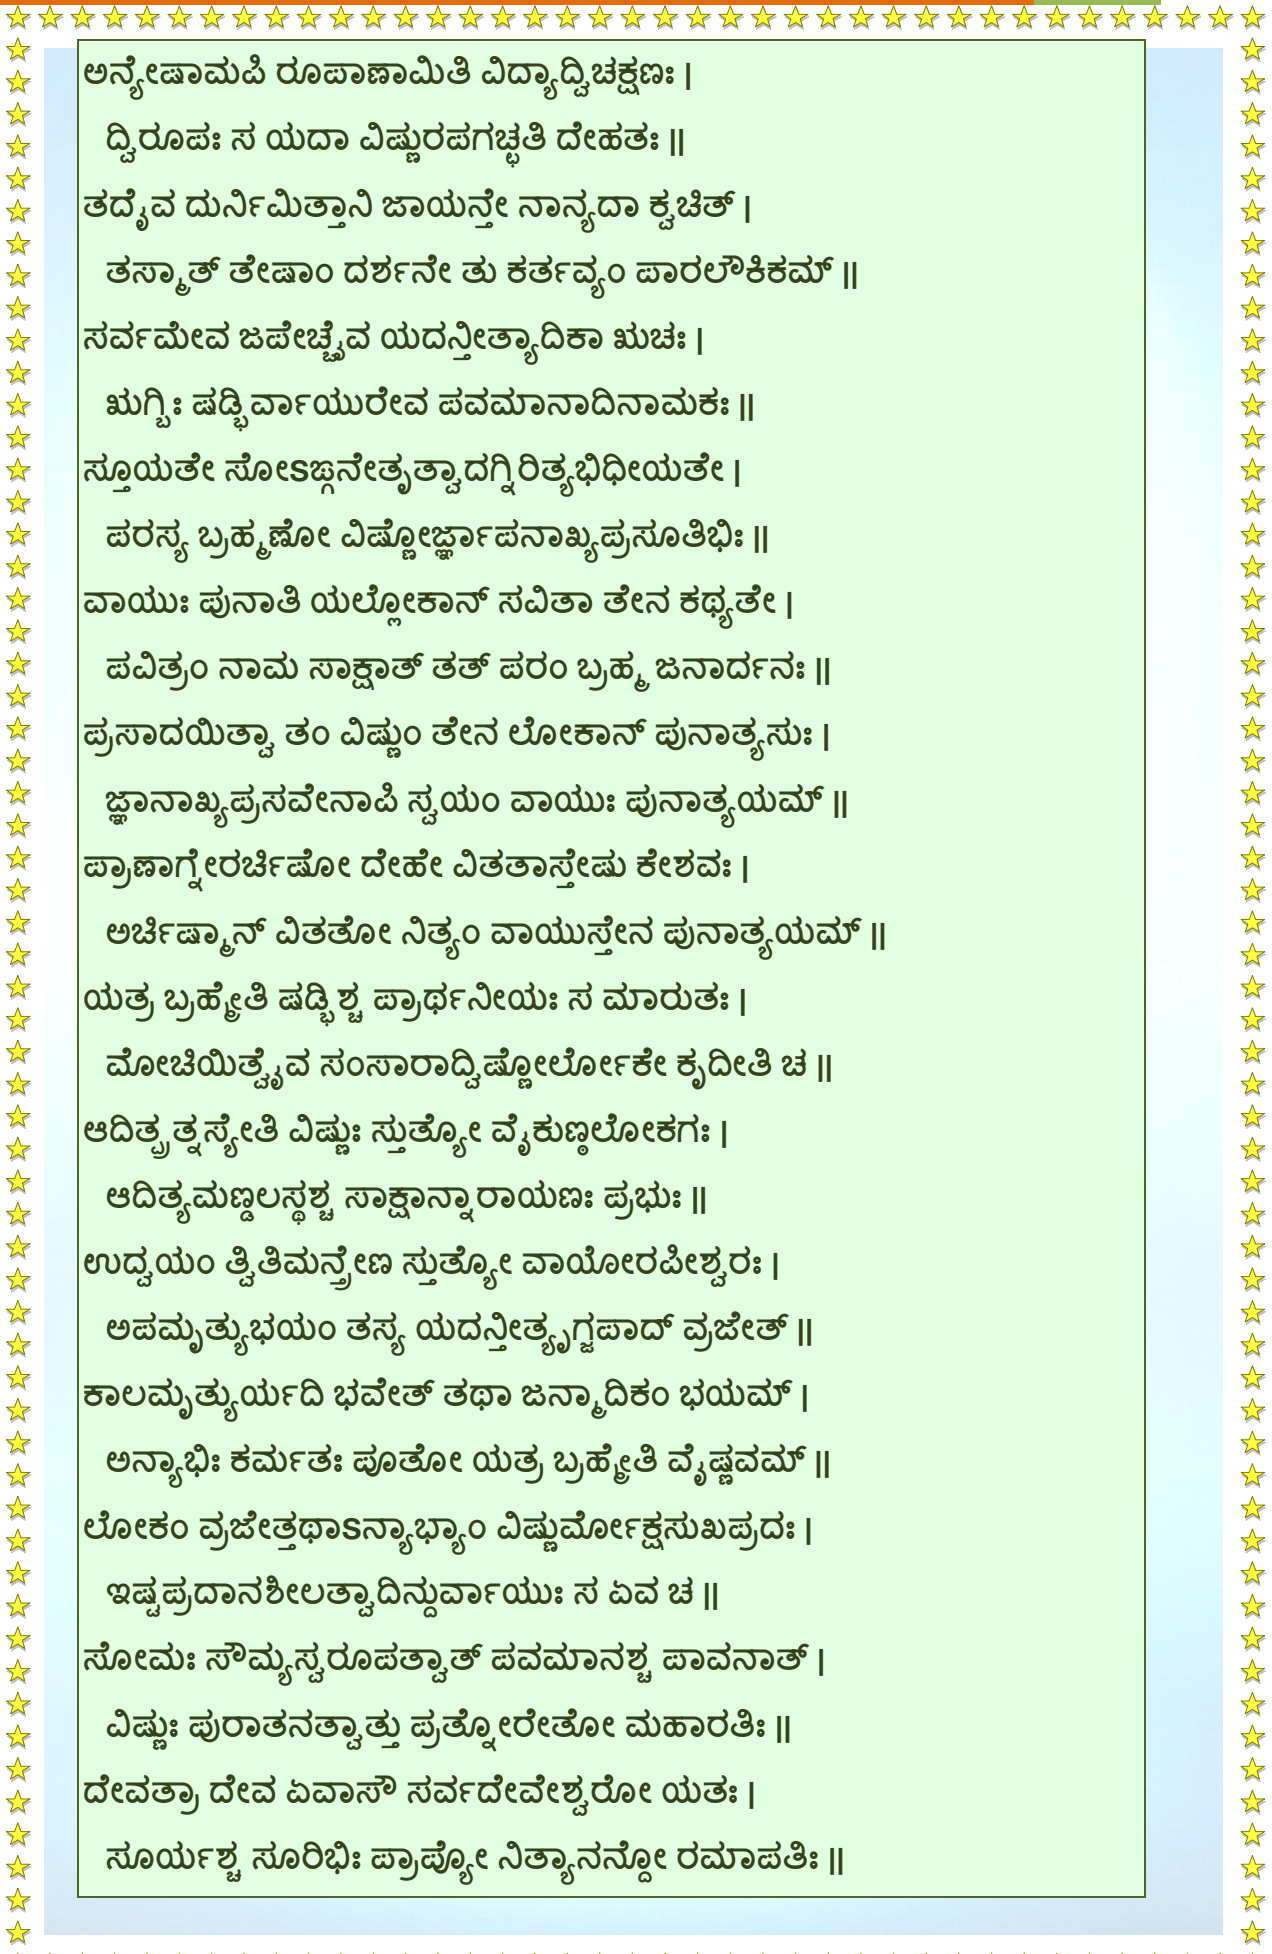 ಅನ್ಯೇಷಾಮಪಿ ರೂಪಾಣಾಮಿತಿ ವಿದ್ಯಾದ್ವಿಚಕ್ಷಣಃ |
ದ್ವಿರೂಪಃ ಸ ಯದಾ ವಿಷ್ಣುರಪಗಚ್ಛತಿ ದೇಹತಃ ||
ತದೈವ ದುರ್ನಿಮಿತ್ತಾನಿ ಜಾಯನ್ತೇ ನಾನ್ಯದಾ ಕ್ವಚಿತ್ |
ತಸ್ಮಾತ್ ತೇಷಾಂ ದರ್ಶನೇ ತು ಕರ್ತವ್ಯಂ ಪಾರಲೌಕಿಕಮ್ ||
ಸರ್ವಮೇವ ಜಪೇಚ್ಚೈವ ಯದನ್ತೀತ್ಯಾದಿಕಾ ಋಚಃ |
ಋಗ್ಬಿಃ ಷಡ್ಭಿರ್ವಾಯುರೇವ ಪವಮಾನಾದಿನಾಮಕಃ ||
ಸ್ತೂಯತೇ ಸೋsಙ್ಗನೇತೃತ್ವಾದಗ್ನಿರಿತ್ಯಭಿಧೀಯತೇ |
ಪರಸ್ಯ ಬ್ರಹ್ಮಣೋ ವಿಷ್ಣೋರ್ಜ್ಞಾಪನಾಖ್ಯಪ್ರಸೂತಿಭಿಃ ||
ವಾಯುಃ ಪುನಾತಿ ಯಲ್ಲೋಕಾನ್ ಸವಿತಾ ತೇನ ಕಥ್ಯತೇ |
ಪವಿತ್ರಂ ನಾಮ ಸಾಕ್ಷಾತ್ ತತ್ ಪರಂ ಬ್ರಹ್ಮ ಜನಾರ್ದನಃ ||
ಪ್ರಸಾದಯಿತ್ವಾ ತಂ ವಿಷ್ಣುಂ ತೇನ ಲೋಕಾನ್ ಪುನಾತ್ಯಸುಃ |
ಜ್ಞಾನಾಖ್ಯಪ್ರಸವೇನಾಪಿ ಸ್ವಯಂ ವಾಯುಃ ಪುನಾತ್ಯಯಮ್ ||
ಪ್ರಾಣಾಗ್ನೇರರ್ಚಿಷೋ ದೇಹೇ ವಿತತಾಸ್ತೇಷು ಕೇಶವಃ |
ಅರ್ಚಿಷ್ಮಾನ್ ವಿತತೋ ನಿತ್ಯಂ ವಾಯುಸ್ತೇನ ಪುನಾತ್ಯಯಮ್ ||
ಯತ್ರ ಬ್ರಹ್ಮೇತಿ ಷಡ್ಭಿಶ್ಚ ಪ್ರಾರ್ಥನೀಯಃ ಸ ಮಾರುತಃ |
ಮೋಚಿಯಿತ್ವೈವ ಸಂಸಾರಾದ್ವಿಷ್ಣೋರ್ಲೋಕೇ ಕೃದೀತಿ ಚ ||
ಆದಿತ್ಪ್ರತ್ನಸ್ಯೇತಿ ವಿಷ್ಣುಃ ಸ್ತುತ್ಯೋ ವೈಕುಣ್ಠಲೋಕಗಃ |
ಆದಿತ್ಯಮಣ್ಡಲಸ್ಥಶ್ಚ ಸಾಕ್ಷಾನ್ನಾರಾಯಣಃ ಪ್ರಭುಃ ||
ಉದ್ವಯಂ ತ್ವಿತಿಮನ್ತ್ರೇಣ ಸ್ತುತ್ಯೋ ವಾಯೋರಪೀಶ್ವರಃ |
ಅಪಮೃತ್ಯುಭಯಂ ತಸ್ಯ ಯದನ್ತೀತ್ಯೃಗ್ಜಪಾದ್ ವ್ರಜೇತ್ ||
ಕಾಲಮೃತ್ಯುರ್ಯದಿ ಭವೇತ್ ತಥಾ ಜನ್ಮಾದಿಕಂ ಭಯಮ್ |
ಅನ್ಯಾಭಿಃ ಕರ್ಮತಃ ಪೂತೋ ಯತ್ರ ಬ್ರಹ್ಮೇತಿ ವೈಷ್ಣವಮ್ ||
ಲೋಕಂ ವ್ರಜೇತ್ತಥಾsನ್ಯಾಭ್ಯಾಂ ವಿಷ್ಣುರ್ಮೋಕ್ಷಸುಖಪ್ರದಃ |
ಇಷ್ಟಪ್ರದಾನಶೀಲತ್ವಾದಿನ್ದುರ್ವಾಯುಃ ಸ ಏವ ಚ ||
ಸೋಮಃ ಸೌಮ್ಯಸ್ವರೂಪತ್ವಾತ್ ಪವಮಾನಶ್ಚ ಪಾವನಾತ್ |
ವಿಷ್ಣುಃ ಪುರಾತನತ್ವಾತ್ತು ಪ್ರತ್ನೋರೇತೋ ಮಹಾರತಿಃ ||
ದೇವತ್ರಾ ದೇವ ಏವಾಸೌ ಸರ್ವದೇವೇಶ್ವರೋ ಯತಃ |
ಸೂರ್ಯಶ್ಚ ಸೂರಿಭಿಃ ಪ್ರಾಪ್ಯೋ ನಿತ್ಯಾನನ್ದೋ ರಮಾಪತಿಃ ||